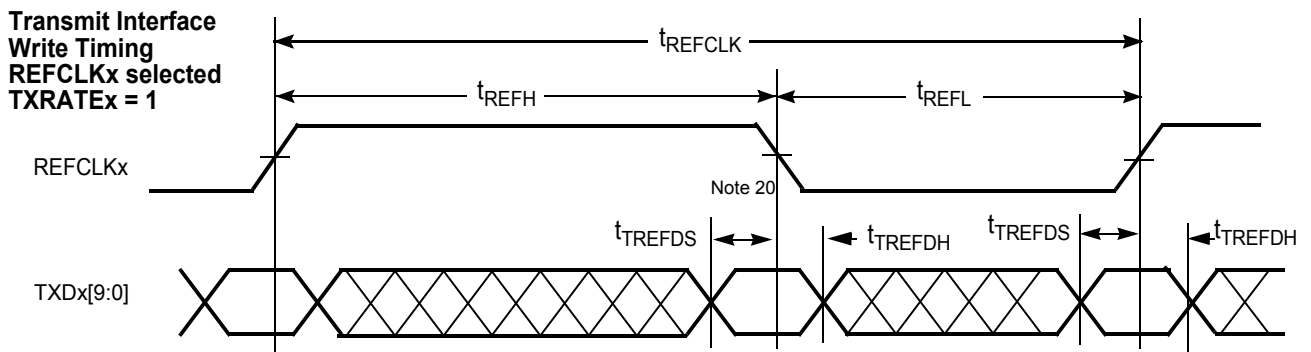 Transmit Interface
Write Timing
REFCLKx selected
TXRATEx = 1
tREFCLK
tREFH
tREFL
REFCLKx
Note 20
tTREFDS
tTREFDH
tTREFDS
tTREFDH
TXDx[9:0]